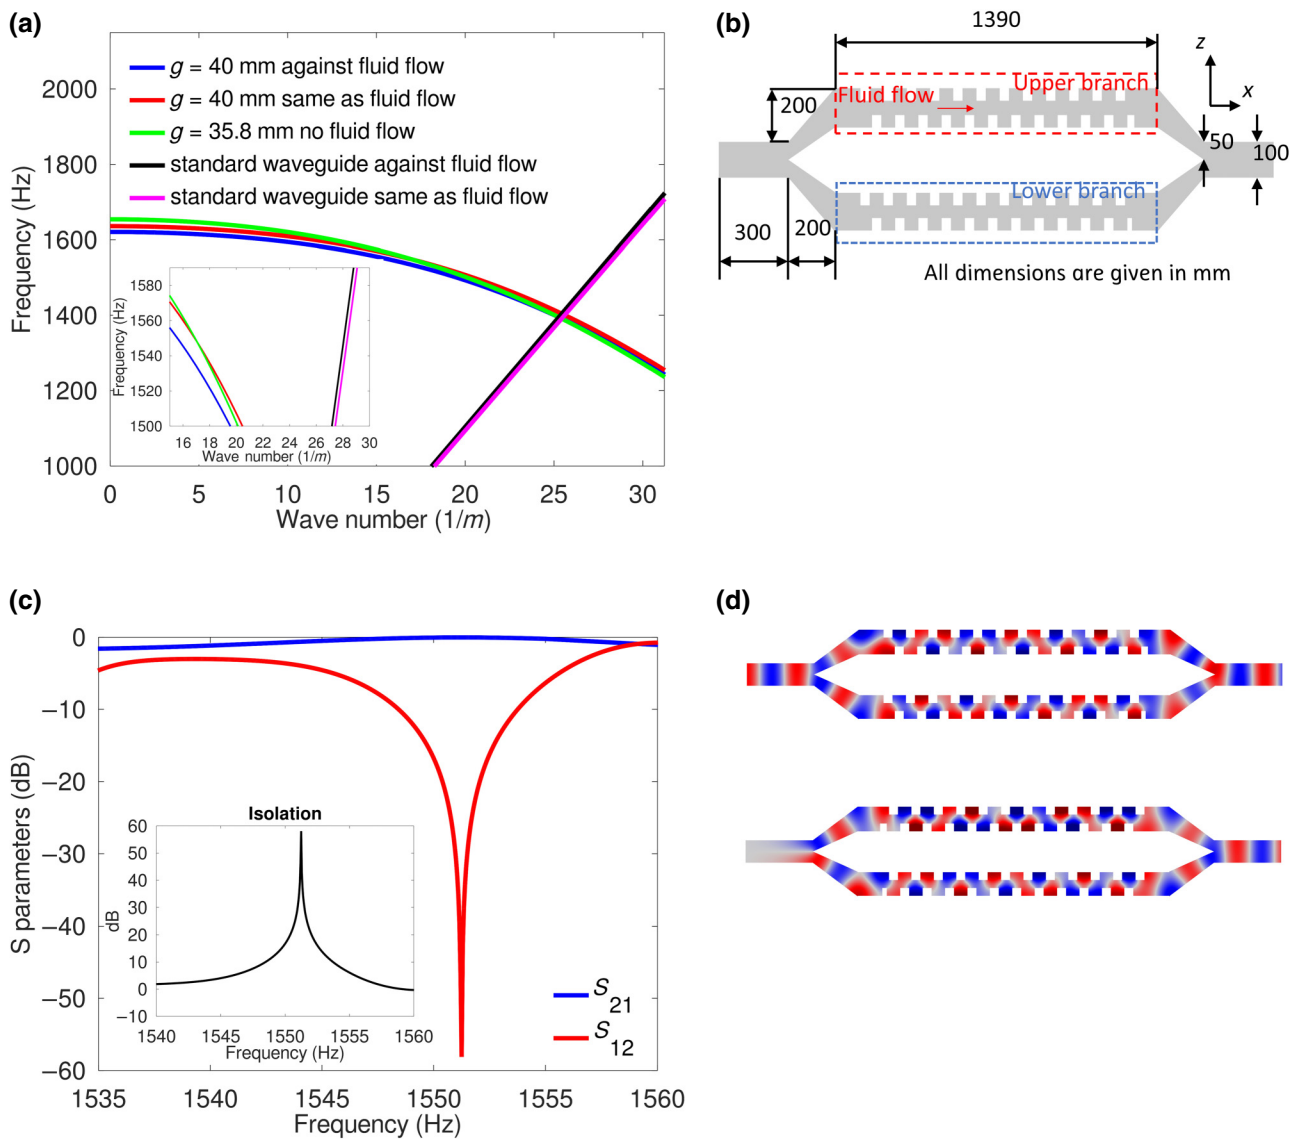 (a)
g = 40 mm against fluid flow
g = 40 mm same as fluid flow
g = 35.8 mm no fluid flow
standard waveguide against fluid flow
standard waveguide same as fluid flow
Frequency (Hz)
2000
1800
1600
1400
1200
1000
0 5 10 15 20 25 30
Wave number (1/m)
Frequency (Hz)
1580
1560
1540
1520
1500
16 18 20 22 24 26 28 30
Wave number (1/m)
(b)
1390
z
x
200
Fluid flow
Upper branch
50
100
Lower branch
300
200
All dimensions are given in mm
(c)
S parameters (dB)
0
−10
−20
−30
−40
−50
−60
1535 1540 1545 1550 1555 1560
Frequency (Hz)
Isolation
dB
60
50
40
30
20
10
0
−10
1540 1545 1550 1555 1560
Frequency (Hz)
S21
S12
(d)